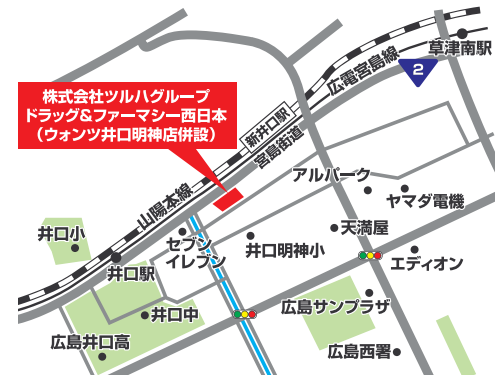 草津南駅
広電宮島線
2
株式会社ツルハグループ
ドラッグ&ファーマシー西日本
(ウォンツ井口明神店併設)
新井口駅
宮島街道
アルパーク
ヤマダ電機
山陽本線
井口小
セブン
イレブン
井口明神小
天満屋
エディオン
井口駅
井口中
広島サンプラザ
広島井口高
広島西署